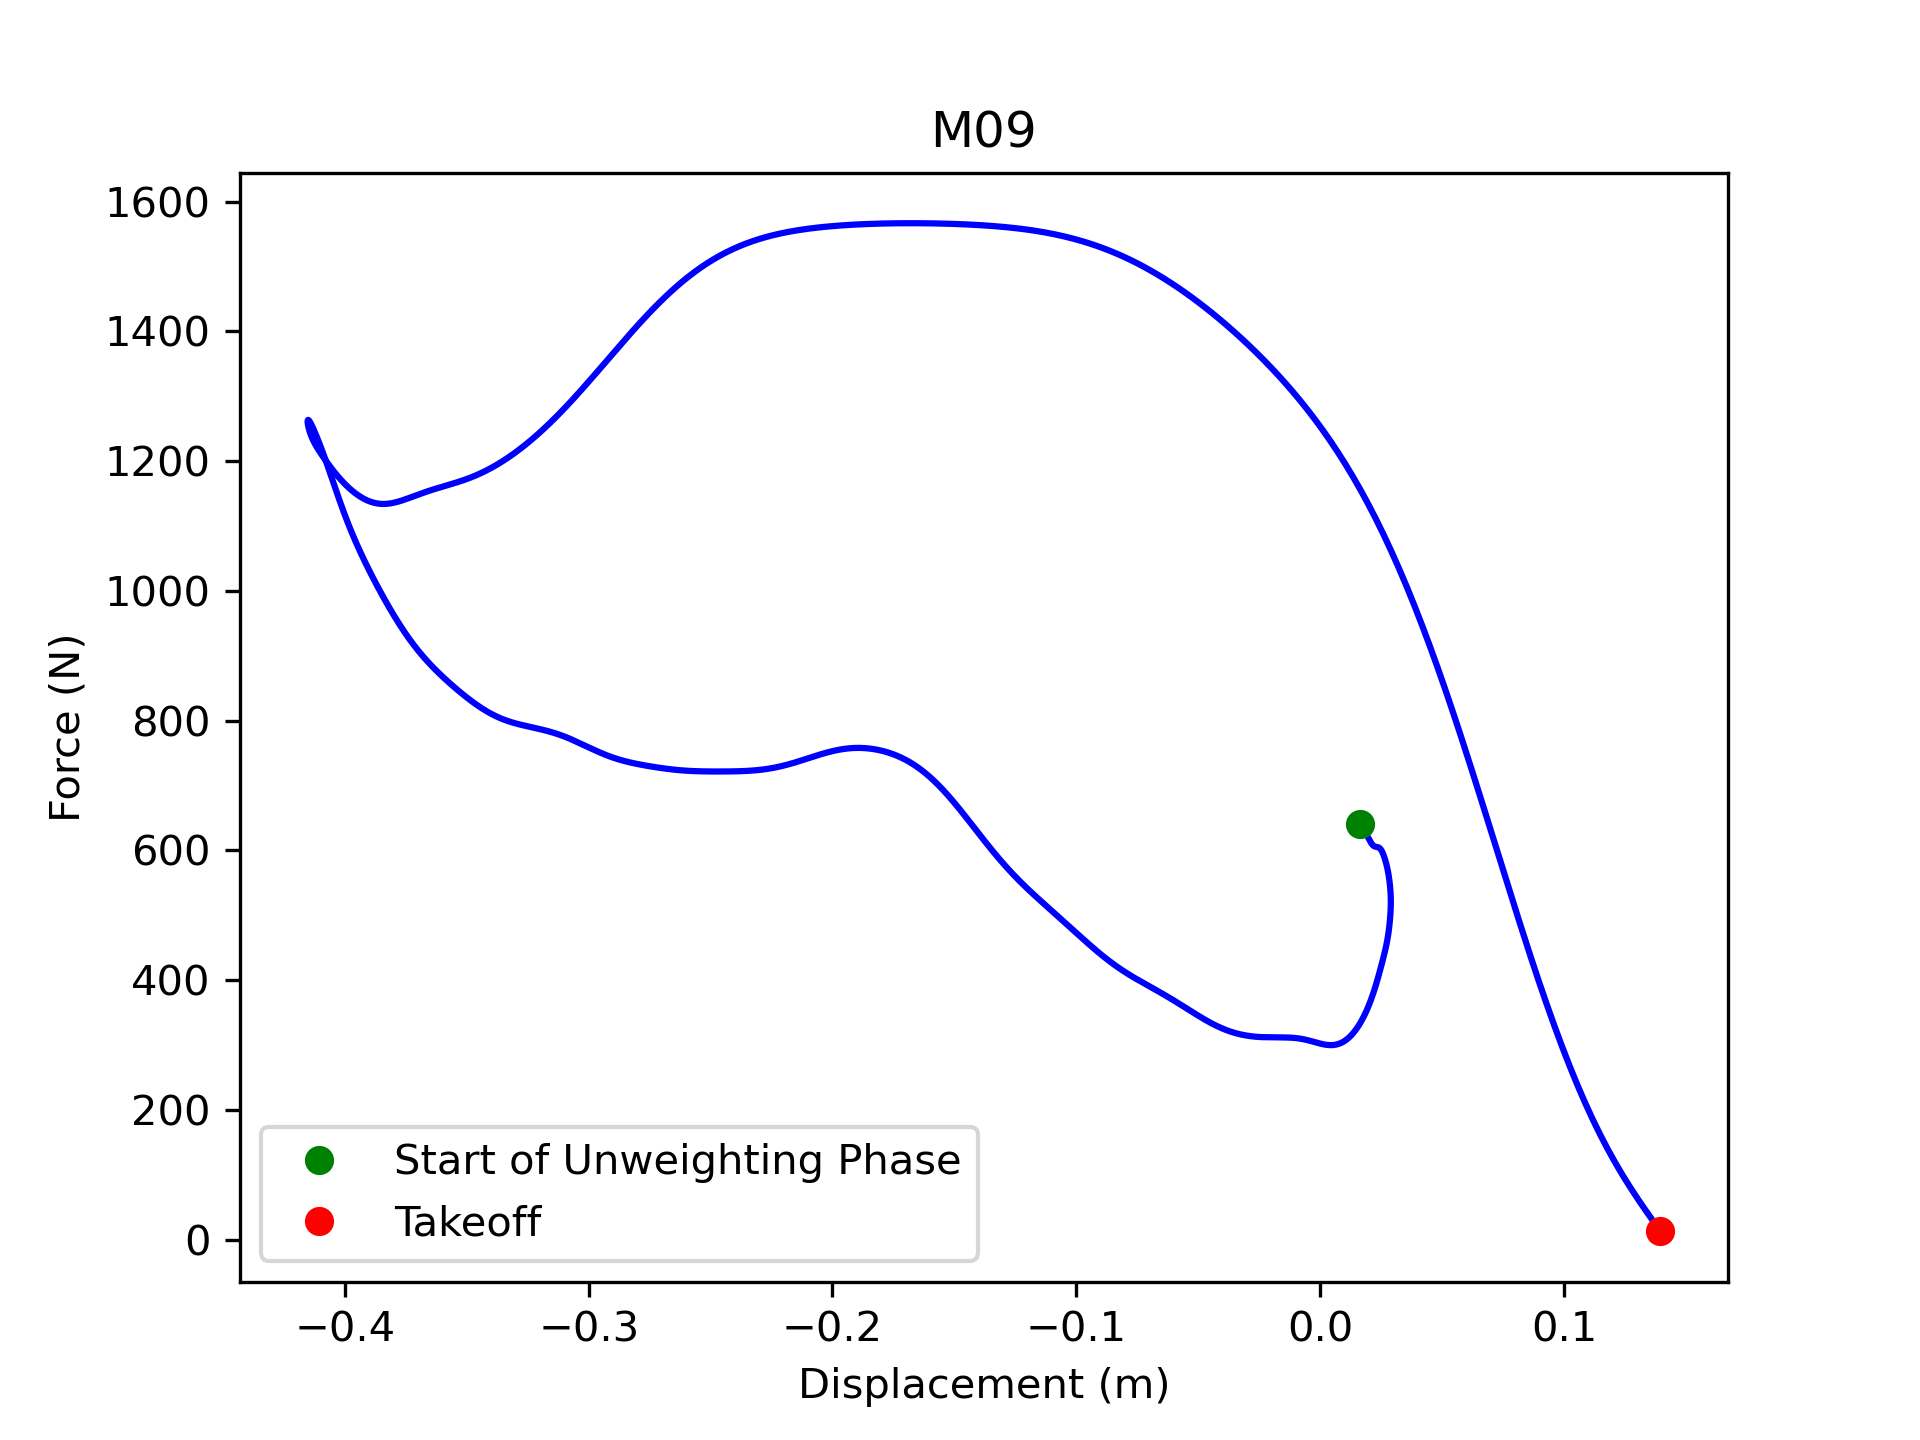 M09
1600
1400
1200
1000
800
600
400
200
0
Force (N)
Start of Unweighting Phase
Takeoff
−0.4 −0.3 −0.2 −0.1 0.0 0.1
Displacement (m)